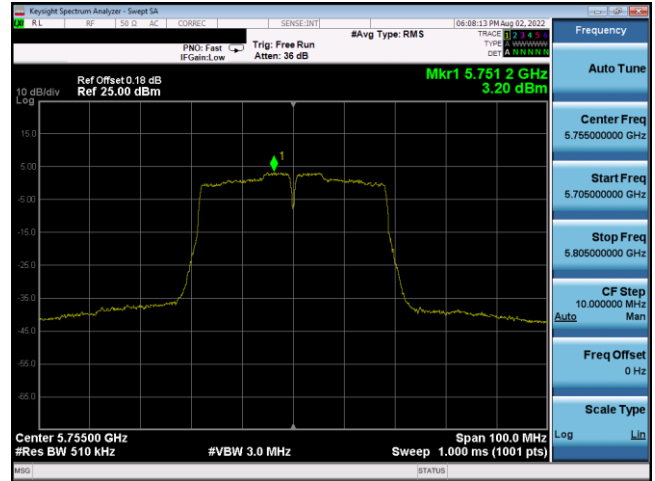 Keysight Spectrum Analyzer - Swept SA
LXI RL RF 50 Ω AC CORREC SENSE:INT 06:08:13 PM Aug 02, 2022
#Avg Type: RMS TRACE 1 2 3 4 5 6
PNO: Fast Trig: Free Run TYPE A WWWWW
IFGain:Low Atten: 36 dB DET A N N N N N
Ref Offset 0.18 dB Mkr1 5.751 2 GHz
10 dB/div Ref 25.00 dBm 3.20 dBm
Log
15.0
5.00
-5.00
-15.0
-25.0
-35.0
-45.0
-55.0
-65.0
1
Center 5.75500 GHz Span 100.0 MHz
#Res BW 510 kHz #VBW 3.0 MHz Sweep 1.000 ms (1001 pts)
MSG STATUS
Frequency
Auto Tune
Center Freq
5.755000000 GHz
Start Freq
5.705000000 GHz
Stop Freq
5.805000000 GHz
CF Step
10.000000 MHz
Auto Man
Freq Offset
0 Hz
Scale Type
Log Lin